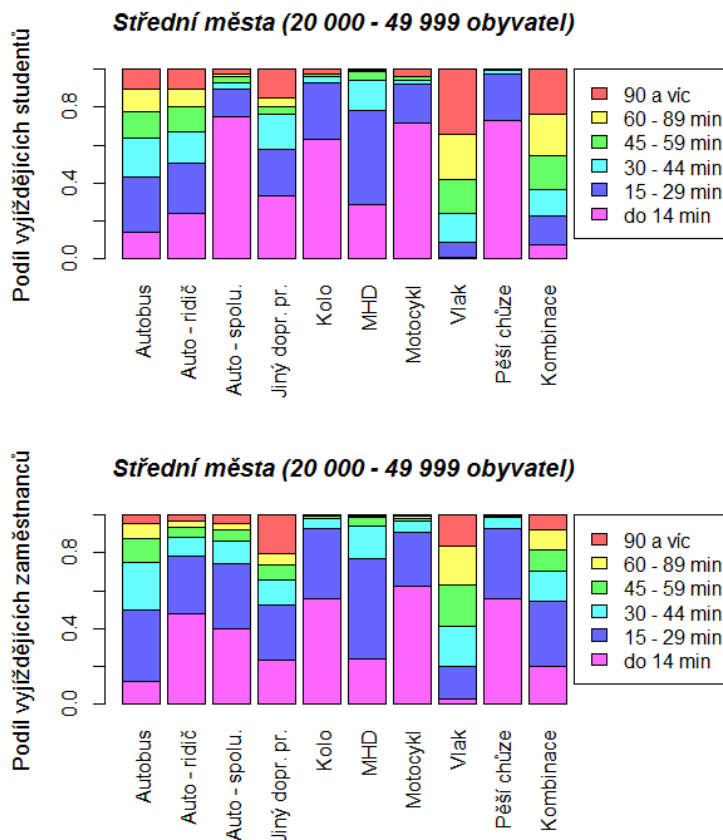 Střední města (20 000 - 49 999 obyvatel)
Podíl vyjíždějících studentů
0.8
0.4
0.0
90 a víc
60 - 89 min
45 - 59 min
30 - 44 min
15 - 29 min
do 14 min
Autobus
Auto - ridič
Auto - spolu.
Jiný dopr. pr.
Kolo
MHD
Motocykl
Vlak
Pěší chůze
Kombinace
Střední města (20 000 - 49 999 obyvatel)
Podíl vyjíždějících zaměstnanců
0.8
0.4
0.0
90 a víc
60 - 89 min
45 - 59 min
30 - 44 min
15 - 29 min
do 14 min
Autobus
Auto - ridič
Auto - spolu.
Jiný dopr. pr.
Kolo
MHD
Motocykl
Vlak
Pěší chůze
Kombinace